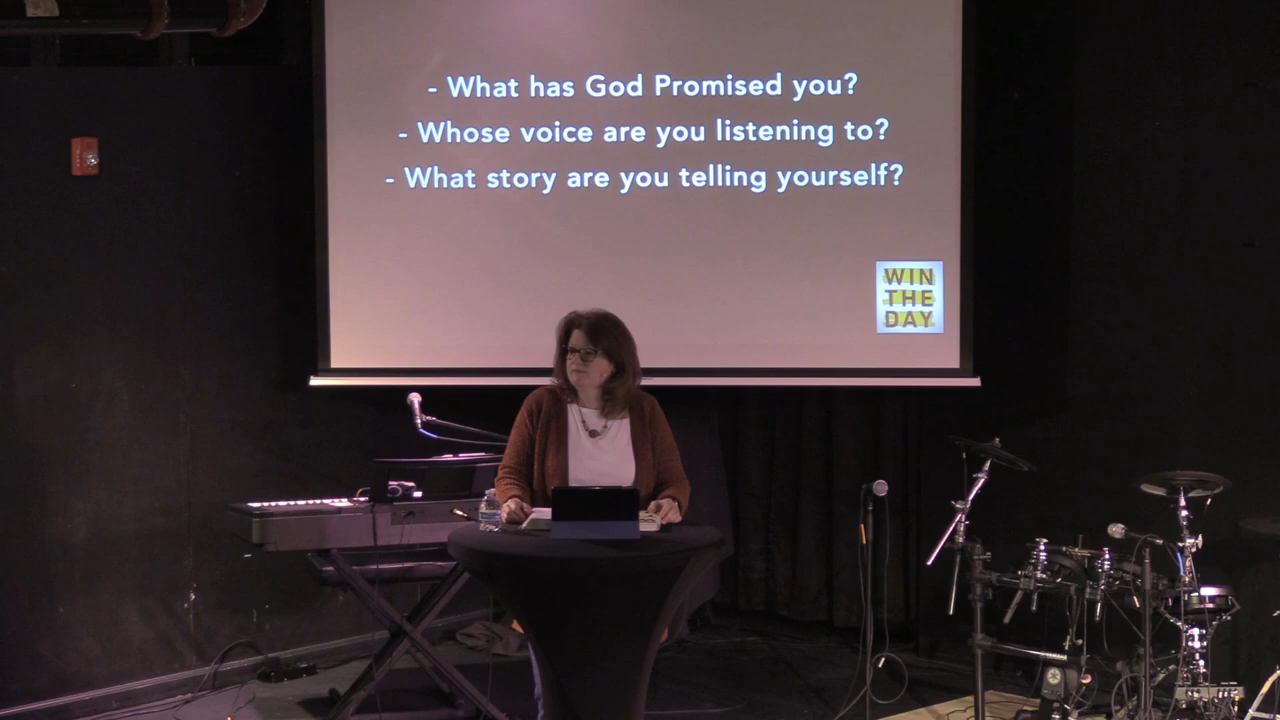 - What has God Promised you?
- Whose voice are you listening to?
- What story are you telling yourself?
WIN
THE
DAY